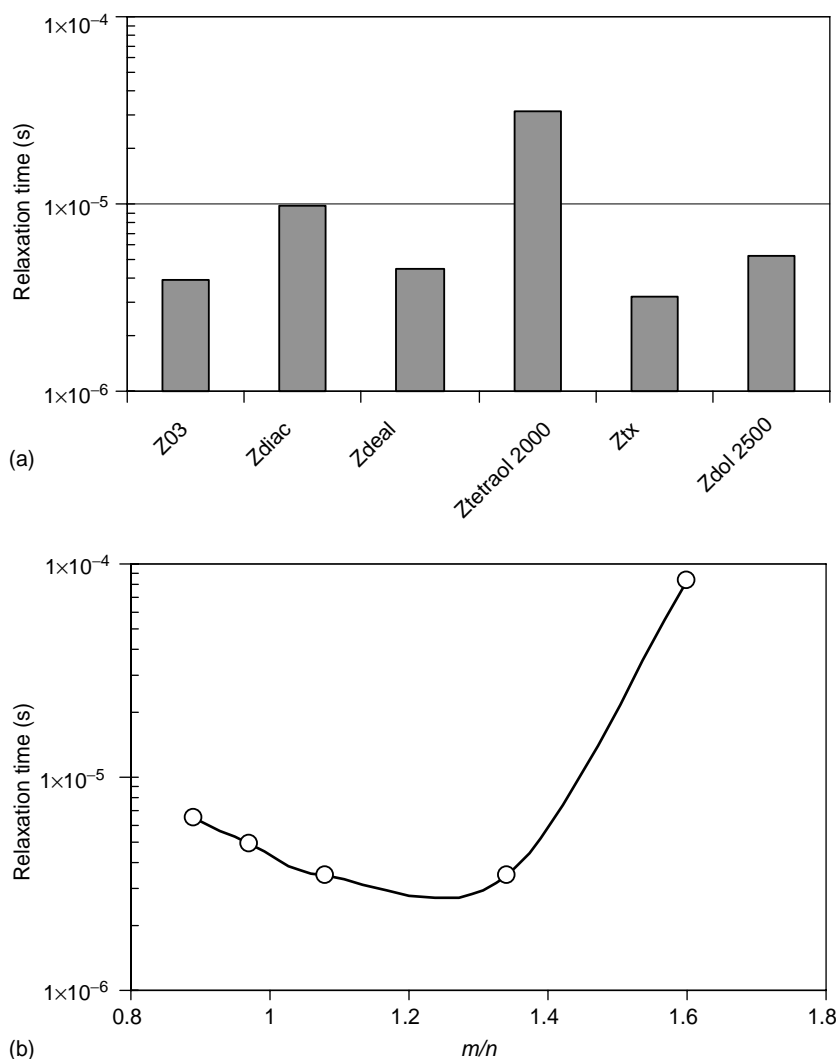 1×10⁻⁴
1×10⁻⁵
1×10⁻⁶
Relaxation time (s)
Z03
Zdiac
Zdeal
Ztetraol 2000
Ztx
Zdol 2500
(a)
1×10⁻⁴
1×10⁻⁵
1×10⁻⁶
Relaxation time (s)
0.8 1 1.2 1.4 1.6 1.8
m/n
(b)